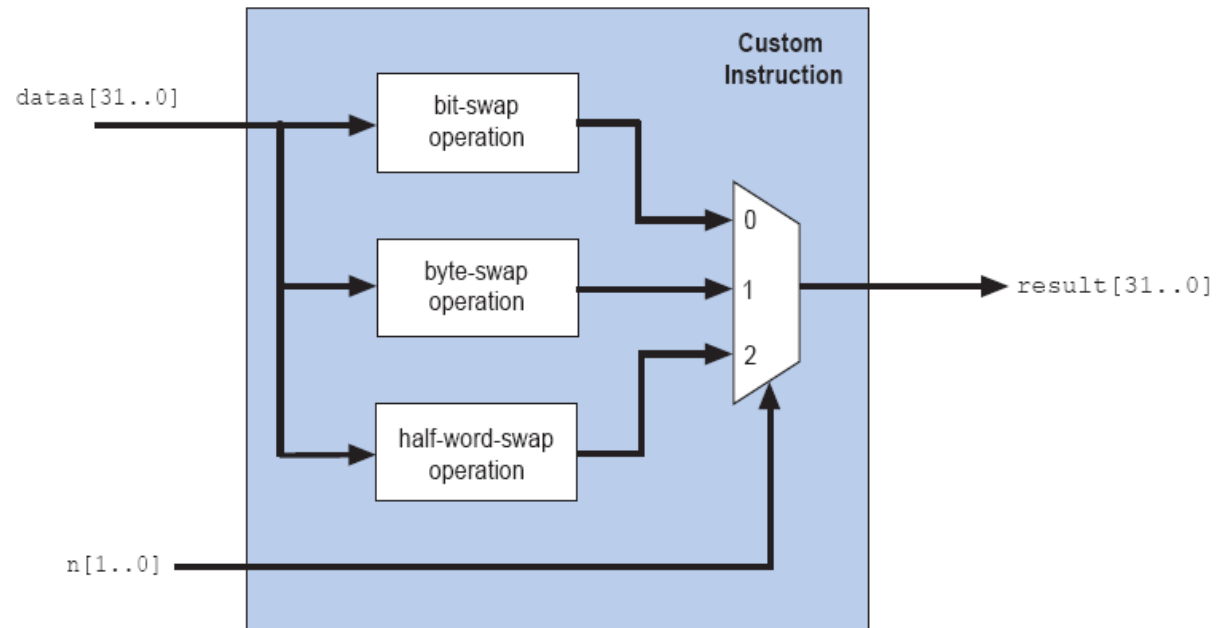 Custom
Instruction
dataa[31..0]
bit-swap
operation
0
byte-swap
operation
1
result[31..0]
2
half-word-swap
operation
n[1..0]